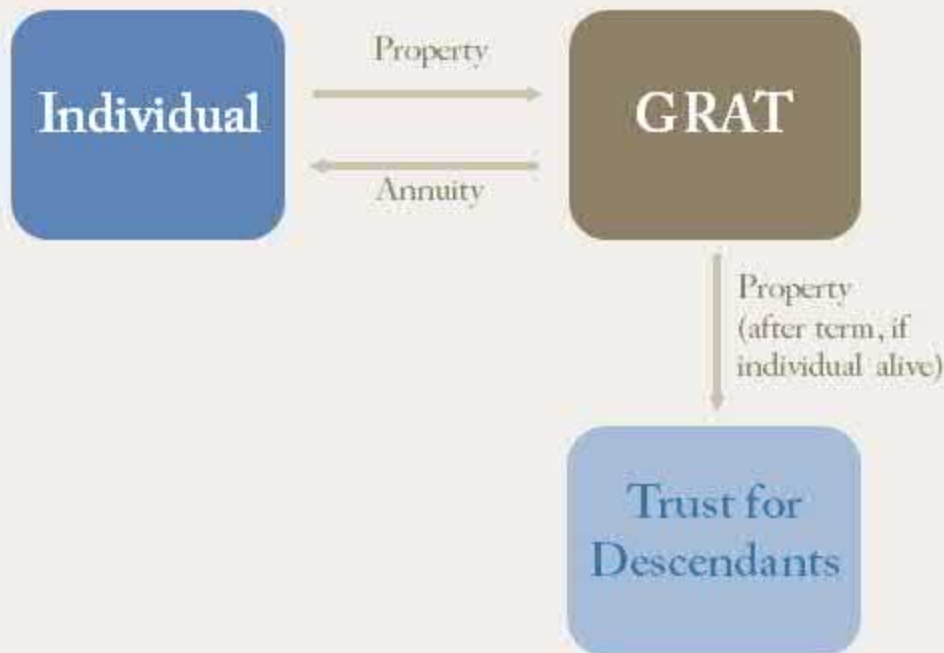 Individual
Property
Annuity
GRAT
Property
(after term, if
individual alive)
Trust for
Descendants